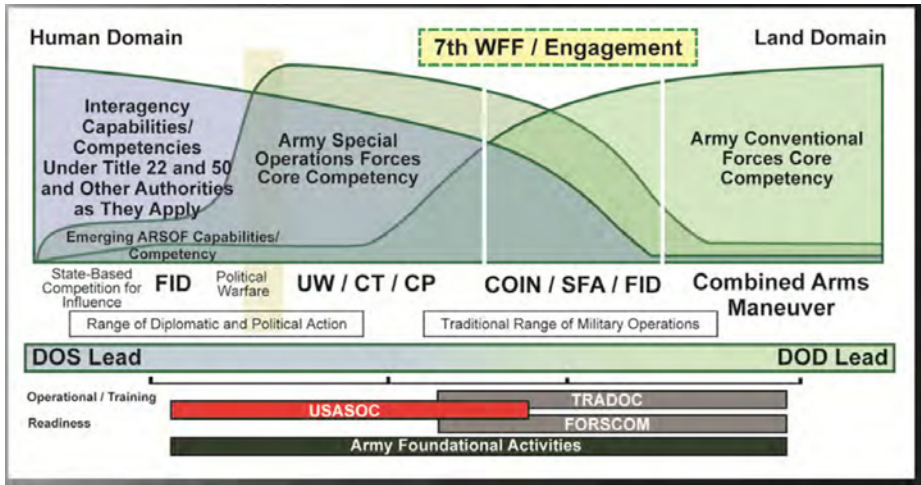 Human Domain
7th WFF / Engagement
Land Domain
Interagency
Capabilities/
Competencies
Under Title 22 and 50
and Other Authorities
as They Apply
Army Special
Operations Forces
Core Competency
Army Conventional
Forces Core
Competency
Emerging ARSOF Capabilities/
Competency
State-Based
Competition for
Influence
FID
Political
Warfare
UW / CT / CP
COIN / SFA / FID
Combined Arms
Maneuver
Range of Diplomatic and Political Action
Traditional Range of Military Operations
DOS Lead
DOD Lead
Operational / Training
TRADOC
USASOC
Readiness
FORSCOM
Army Foundational Activities